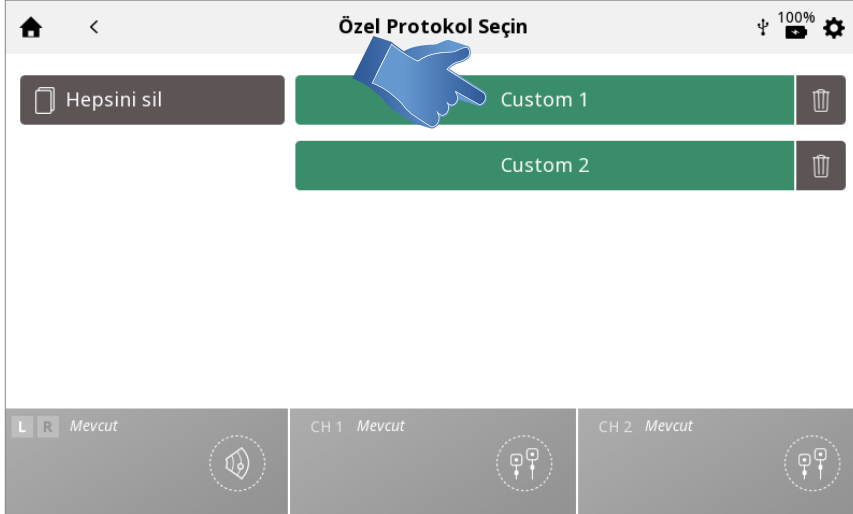 Özel Protokol Seçin
100%
Hepsini sil
Custom 1
Custom 2
L R Mevcut
CH 1 Mevcut
CH 2 Mevcut